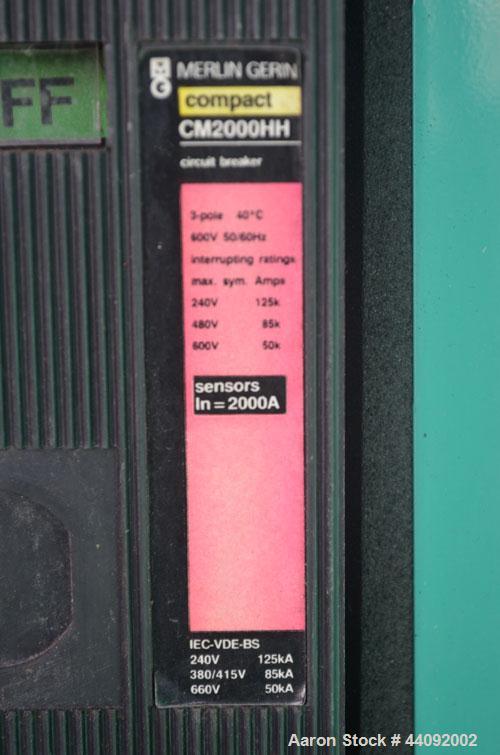 FF
MG MERLIN GERIN
compact
CM2000HH
circuit breaker
3-pole 40°C
600V 50/60Hz
interrupting ratings
max. sym. Amps
240V 125k
480V 85k
600V 50k
sensors
In = 2000A
IEC-VDE-BS
240V 125kA
380/415V 85kA
660V 50kA
Aaron Stock # 44092002